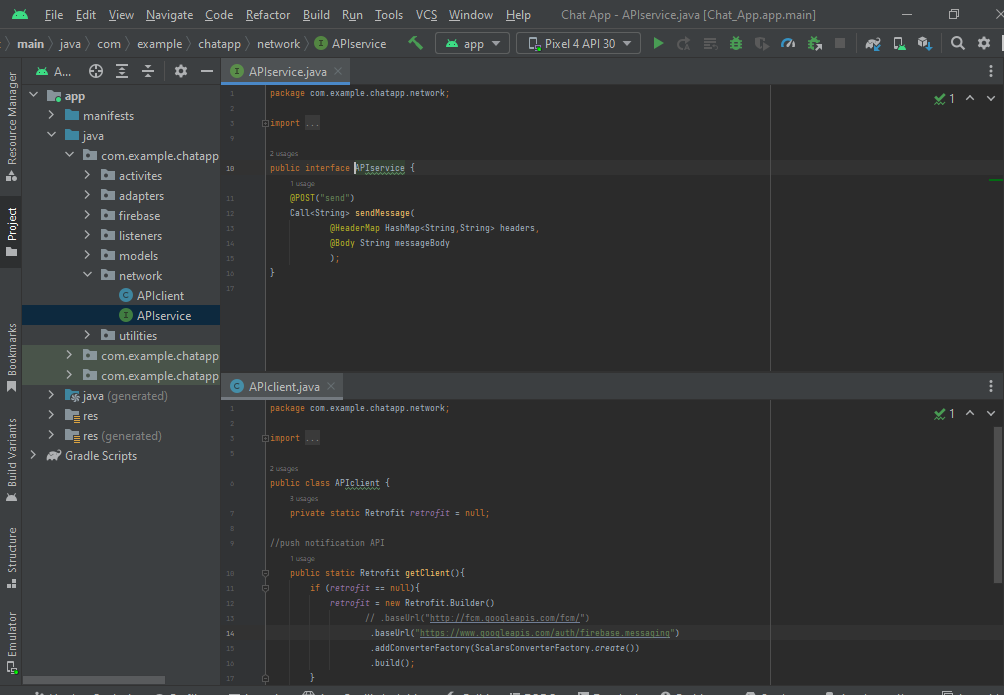 File Edit View Navigate Code Refactor Build Run Tools VCS Window Help Chat App - APIservice.java [Chat_App.app.main]
main java com example chatapp network APIservice app Pixel 4 API 30
Resource Manager
Project
Bookmarks
Build Variants
Structure
Emulator
A...
app
manifests
java
com.example.chatapp
activites
adapters
firebase
listeners
models
network
APIclient
APIservice
utilities
com.example.chatapp
com.example.chatapp
java (generated)
res
res (generated)
Gradle Scripts
APIservice.java
1 package com.example.chatapp.network;
1
2
3 import ...
9
2 usages
10 public interface APIservice {
1 usage
11 @POST("send")
12 Call<String> sendMessage(
13 @HeaderMap HashMap<String,String> headers,
14 @Body String messageBody
15 );
16 }
17
APIclient.java
1 package com.example.chatapp.network;
1
2
3 import ...
5
2 usages
6 public class APIclient {
3 usages
7 private static Retrofit retrofit = null;
8
9 //push notification API
1 usage
10 public static Retrofit getClient(){
11 if (retrofit == null){
12 retrofit = new Retrofit.Builder()
13 // .baseUrl("http://fcm.googleapis.com/fcm/")
14 .baseUrl("https://www.googleapis.com/auth/firebase.messaging")
15 .addConverterFactory(ScalarsConverterFactory.create())
16 .build();
17 }